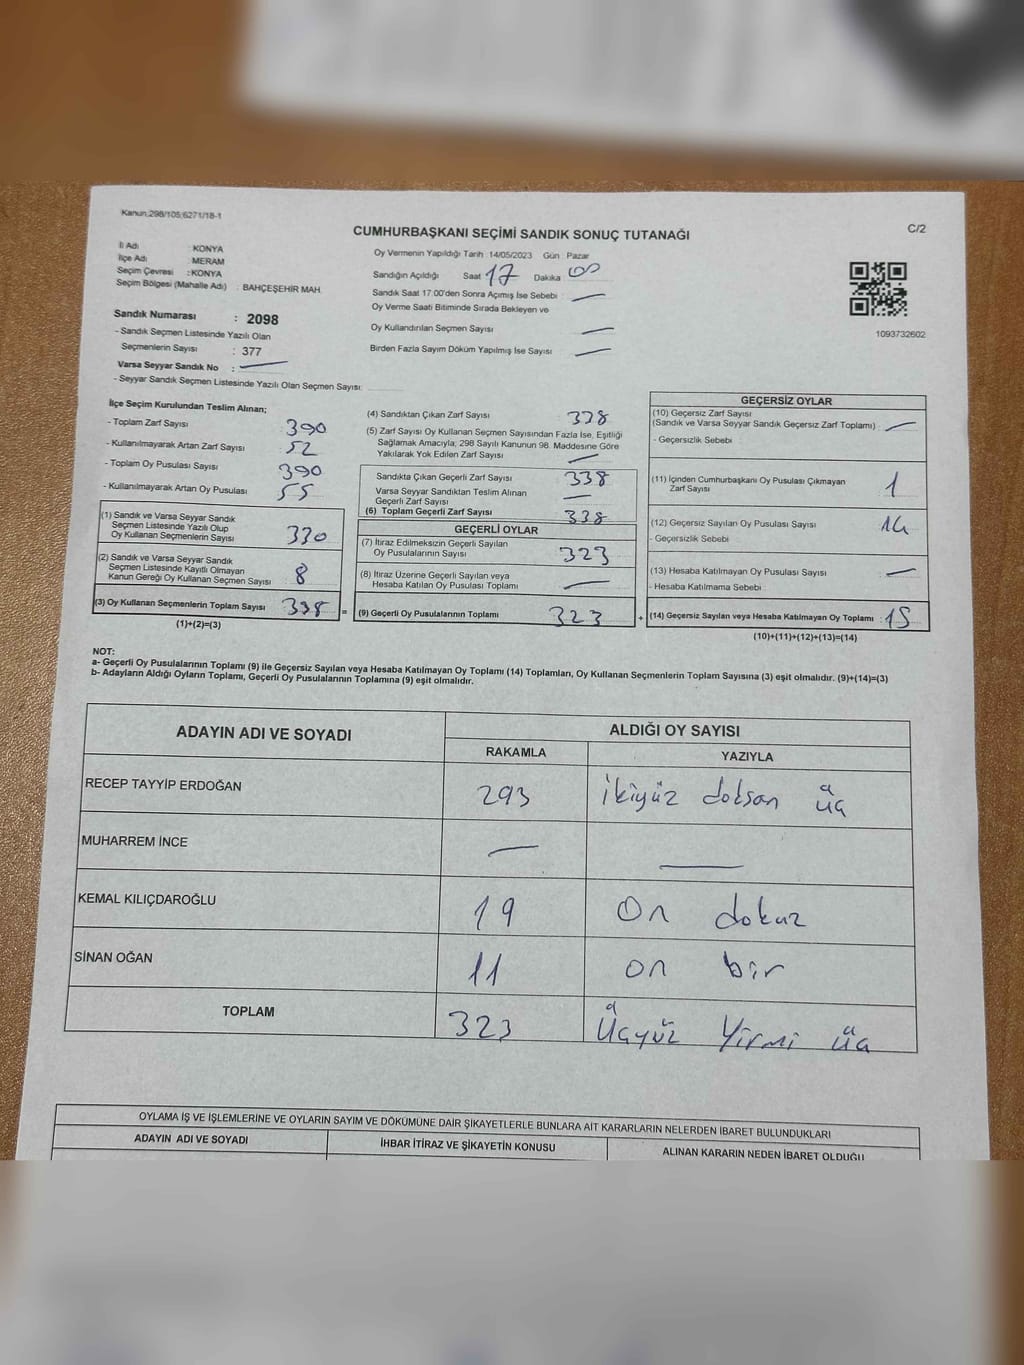 Kanun:298/105;6271/18-1
C/2
CUMHURBAŞKANI SEÇİMİ SANDIK SONUÇ TUTANAĞI
İl Adı : KONYA
İlçe Adı : MERAM
Seçim Çevresi : KONYA
Seçim Bölgesi (Mahalle Adı) : BAHÇEŞEHİR MAH.
Sandık Numarası : 2098
- Sandık Seçmen Listesinde Yazılı Olan
Seçmenlerin Sayısı : 377
Varsa Seyyar Sandık No :
- Seyyar Sandık Seçmen Listesinde Yazılı Olan Seçmen Sayısı:
Oy Vermenin Yapıldığı Tarih : 14/05/2023 Gün : Pazar
Sandığın Açıldığı Saat 17 Dakika 00
Sandık Saat 17.00'den Sonra Açılmış İse Sebebi :
Oy Verme Saati Bitiminde Sırada Bekleyen ve
Oy Kullandırılan Seçmen Sayısı
Birden Fazla Sayım Döküm Yapılmış İse Sayısı
1093732602
İlçe Seçim Kurulundan Teslim Alınan;
- Toplam Zarf Sayısı 390
- Kullanılmayarak Artan Zarf Sayısı 52
- Toplam Oy Pusulası Sayısı 390
- Kullanılmayarak Artan Oy Pusulası 55
(1) Sandık ve Varsa Seyyar Sandık
Seçmen Listesinde Yazılı Olup
Oy Kullanan Seçmenlerin Sayısı 330
(2) Sandık ve Varsa Seyyar Sandık
Seçmen Listesinde Kayıtlı Olmayan
Kanun Gereği Oy Kullanan Seçmen Sayısı 8
(3) Oy Kullanan Seçmenlerin Toplam Sayısı 338 =
(1)+(2)=(3)
(4) Sandıktan Çıkan Zarf Sayısı 338
(5) Zarf Sayısı Oy Kullanan Seçmen Sayısından Fazla İse, Eşitliği
Sağlamak Amacıyla; 298 Sayılı Kanunun 98. Maddesine Göre
Yakılarak Yok Edilen Zarf Sayısı
Sandıkta Çıkan Geçerli Zarf Sayısı 338
Varsa Seyyar Sandıktan Teslim Alınan
Geçerli Zarf Sayısı
(6) Toplam Geçerli Zarf Sayısı 338
GEÇERLİ OYLAR
(7) İtiraz Edilmeksizin Geçerli Sayılan
Oy Pusulalarının Sayısı 323
(8) İtiraz Üzerine Geçerli Sayılan veya
Hesaba Katılan Oy Pusulası Toplamı
(9) Geçerli Oy Pusulalarının Toplamı 323 +
GEÇERSİZ OYLAR
(10) Geçersiz Zarf Sayısı
(Sandık ve Varsa Seyyar Sandık Geçersiz Zarf Toplamı) :
- Geçersizlik Sebebi
(11) İçinden Cumhurbaşkanı Oy Pusulası Çıkmayan
Zarf Sayısı 1
(12) Geçersiz Sayılan Oy Pusulası Sayısı 14
- Geçersizlik Sebebi
(13) Hesaba Katılmayan Oy Pusulası Sayısı
- Hesaba Katılmama Sebebi
(14) Geçersiz Sayılan veya Hesaba Katılmayan Oy Toplamı : 15
(10)+(11)+(12)+(13)=(14)
NOT:
a- Geçerli Oy Pusulalarının Toplamı (9) ile Geçersiz Sayılan veya Hesaba Katılmayan Oy Toplamı (14) Toplamları, Oy Kullanan Seçmenlerin Toplam Sayısına (3) eşit olmalıdır. (9)+(14)=(3)
b- Adayların Aldığı Oyların Toplamı, Geçerli Oy Pusulalarının Toplamına (9) eşit olmalıdır.
ADAYIN ADI VE SOYADI
ALDIĞI OY SAYISI
RAKAMLA YAZIYLA
RECEP TAYYİP ERDOĞAN 293 ikiyüz doksan üç
MUHARREM İNCE
KEMAL KILIÇDAROĞLU 19 On dokuz
SİNAN OĞAN 11 on bir
TOPLAM 323 Üçyüz Yirmi üç
OYLAMA İŞ VE İŞLEMLERİNE VE OYLARIN SAYIM VE DÖKÜMÜNE DAİR ŞİKAYETLERLE BUNLARA AİT KARARLARIN NELERDEN İBARET BULUNDUKLARI
ADAYIN ADI VE SOYADI İHBAR İTİRAZ VE ŞİKAYETİN KONUSU ALINAN KARARIN NEDEN İBARET OLDUĞU